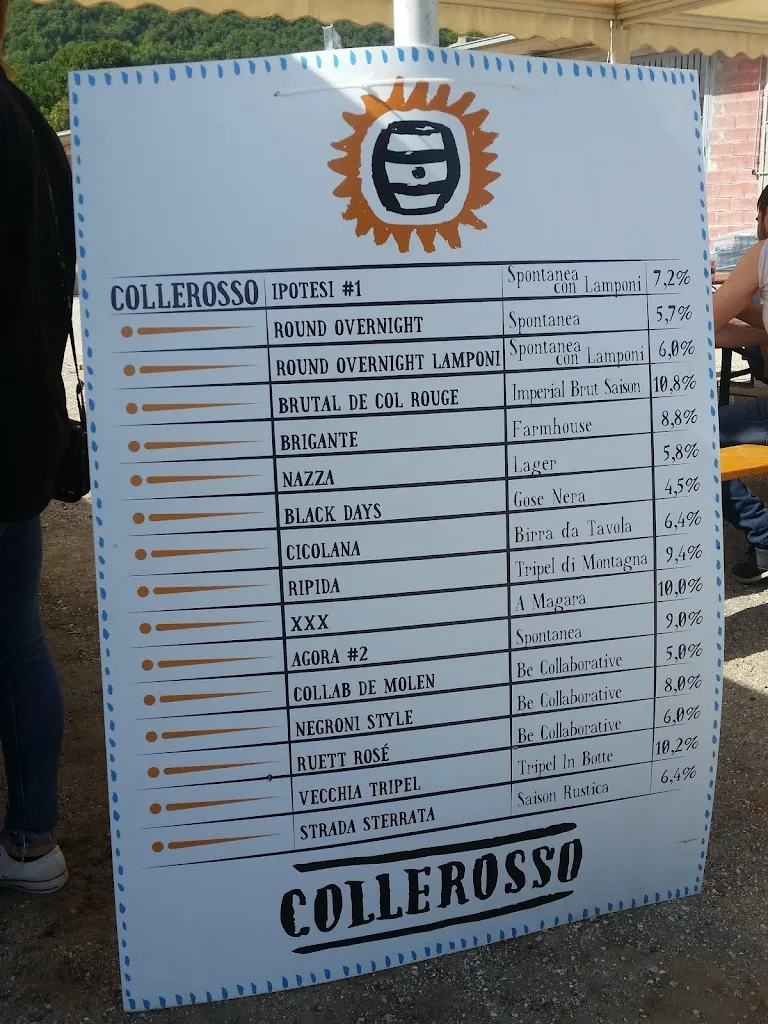 COLLEROSSO IPOTESI #1 Spontanea con Lamponi 7,2%
ROUND OVERNIGHT Spontanea 5,7%
ROUND OVERNIGHT LAMPONI Spontanea con Lamponi 6,0%
BRUTAL DE COL ROUGE Imperial Brut Saison 10,8%
BRIGANTE Farmhouse 8,8%
NAZZA Lager 5,8%
BLACK DAYS Gose Nera 4,5%
CICOLANA Birra da Tavola 6,4%
RIPIDA Tripel di Montagna 9,4%
XXX A Magara 10,0%
AGORA #2 Spontanea 9,0%
COLLAB DE MOLEN Be Collaborative 5,0%
NEGRONI STYLE Be Collaborative 8,0%
RUETT ROSÉ Be Collaborative 6,0%
VECCHIA TRIPEL Tripel In Botte 10,2%
STRADA STERRATA Saison Rustica 6,4%
COLLEROSSO